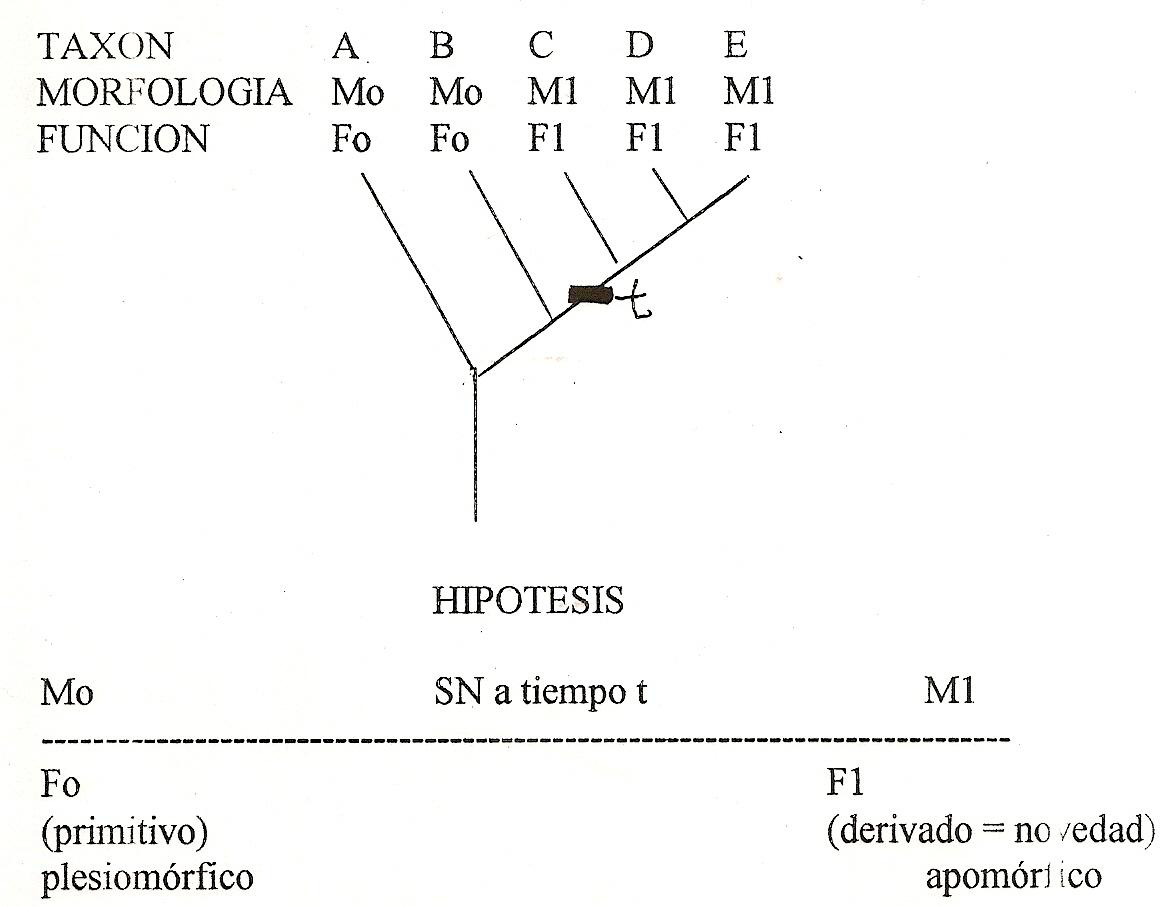 TAXON A B C D E
MORFOLOGIA Mo Mo M1 M1 M1
FUNCION Fo Fo F1 F1 F1
t
HIPOTESIS
Mo SN a tiempo t M1
Fo F1
(primitivo) (derivado = novedad)
plesiomórfico apomórfico